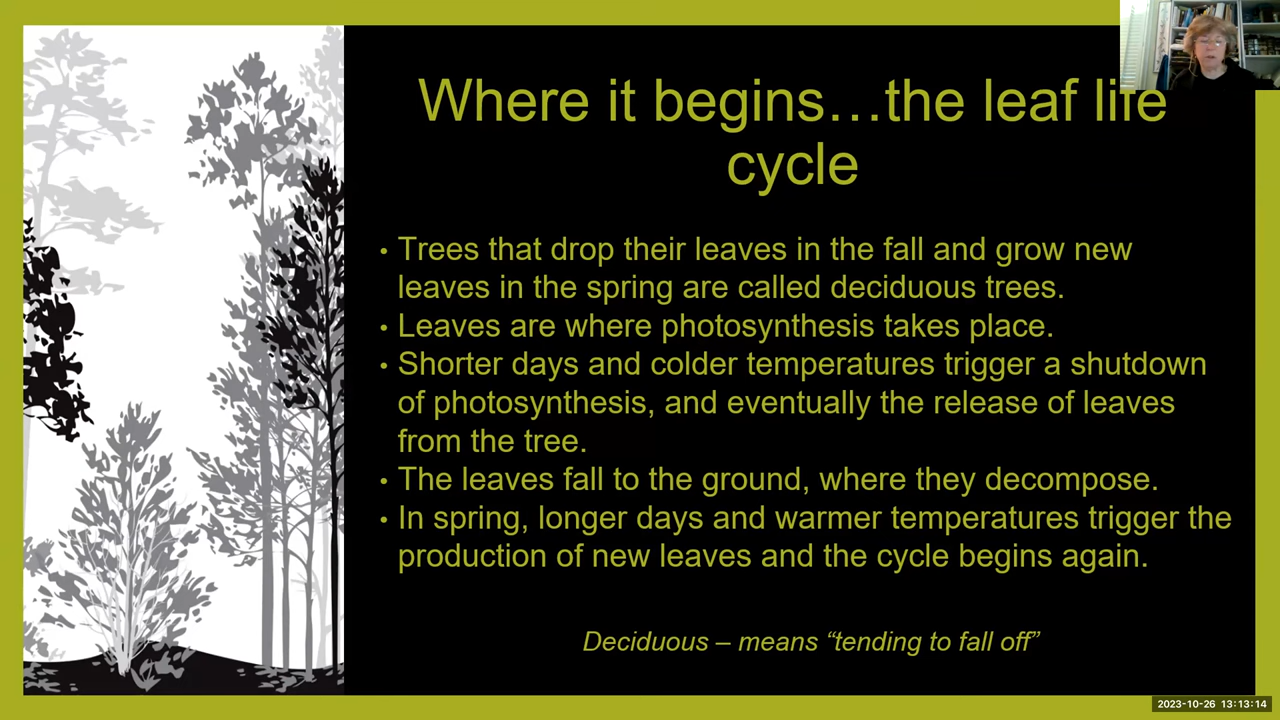 Where it begins…the leaf life
cycle
• Trees that drop their leaves in the fall and grow new
leaves in the spring are called deciduous trees.
• Leaves are where photosynthesis takes place.
• Shorter days and colder temperatures trigger a shutdown
of photosynthesis, and eventually the release of leaves
from the tree.
• The leaves fall to the ground, where they decompose.
• In spring, longer days and warmer temperatures trigger the
production of new leaves and the cycle begins again.
Deciduous – means “tending to fall off”
2023-10-26 13:13:14